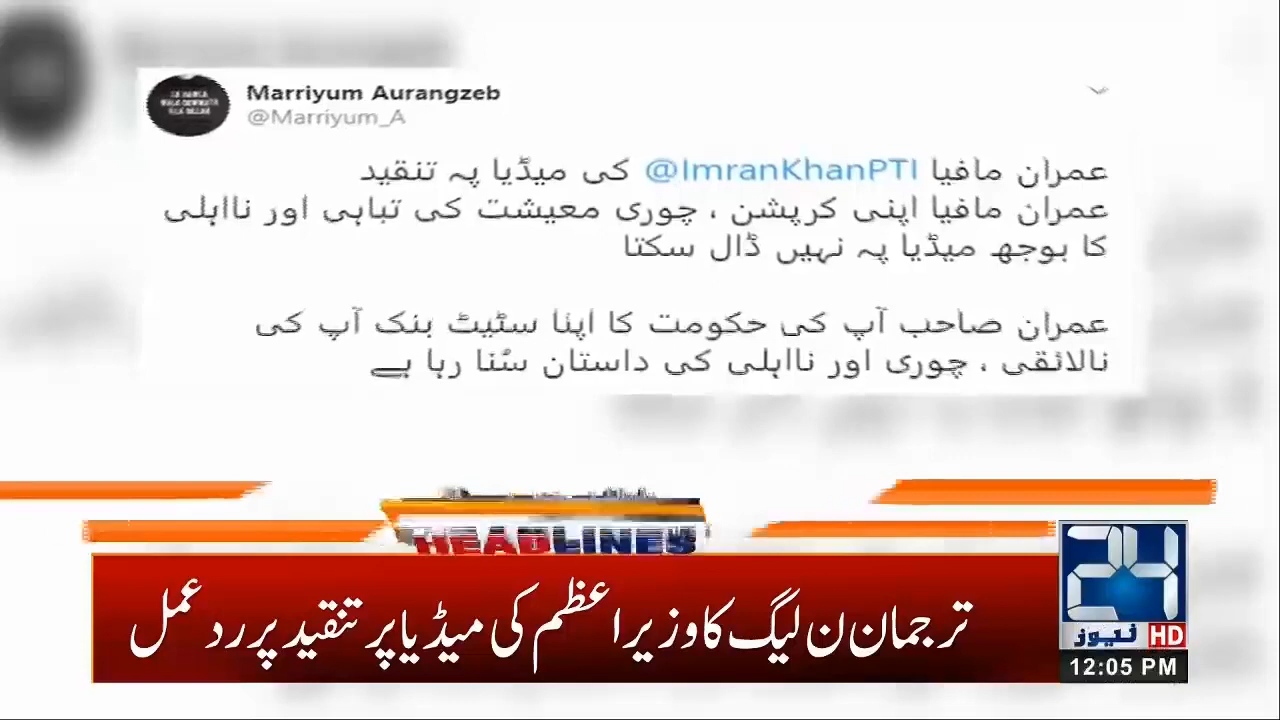 Marriyum Aurangzeb
@Marriyum_A
عمران مافیا @ImranKhanPTI کی میڈیا پہ تنقید
عمران مافیا اپنی کرپشن ، چوری معیشت کی تباہی اور نااہلی
کا بوجھ میڈیا پہ نہیں ڈال سکتا
عمران صاحب آپ کی حکومت کا اپنا سٹیٹ بنک آپ کی
نالائقی ، چوری اور نااہلی کی داستان سُنا رہا ہے
HEADLINES
ترجمان ن لیگ کا وزیراعظم کی میڈیا پر تنقید پر رد عمل
24
نیوز HD
12:05 PM